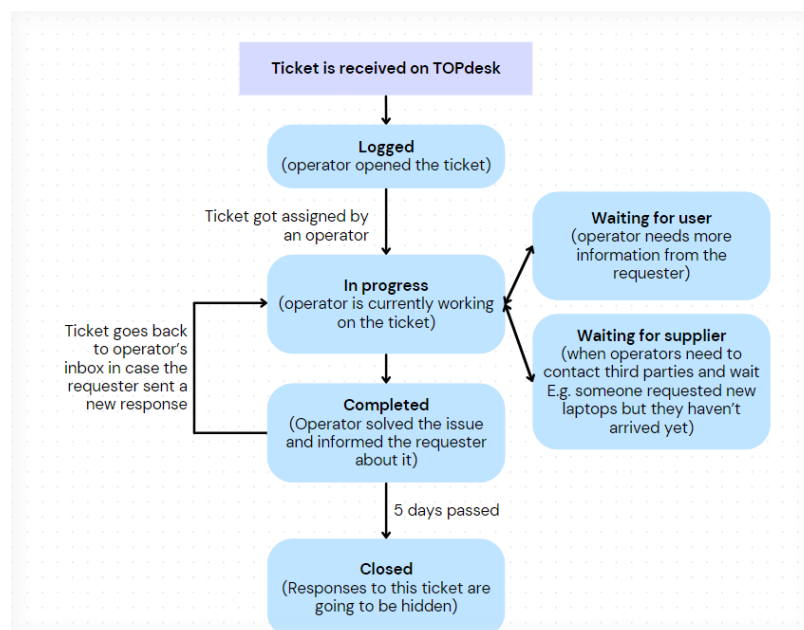 Ticket is received on TOPdesk
Logged
(operator opened the ticket)
Ticket got assigned by
an operator
Waiting for user
(operator needs more
information from the
requester)
In progress
(operator is currently working
on the ticket)
Waiting for supplier
(when operators need to
contact third parties and wait
E.g. someone requested new
laptops but they haven't
arrived yet)
Ticket goes back
to operator's
inbox in case the
requester sent a
new response
Completed
(Operator solved the issue
and informed the requester
about it)
5 days passed
Closed
(Responses to this ticket are
going to be hidden)